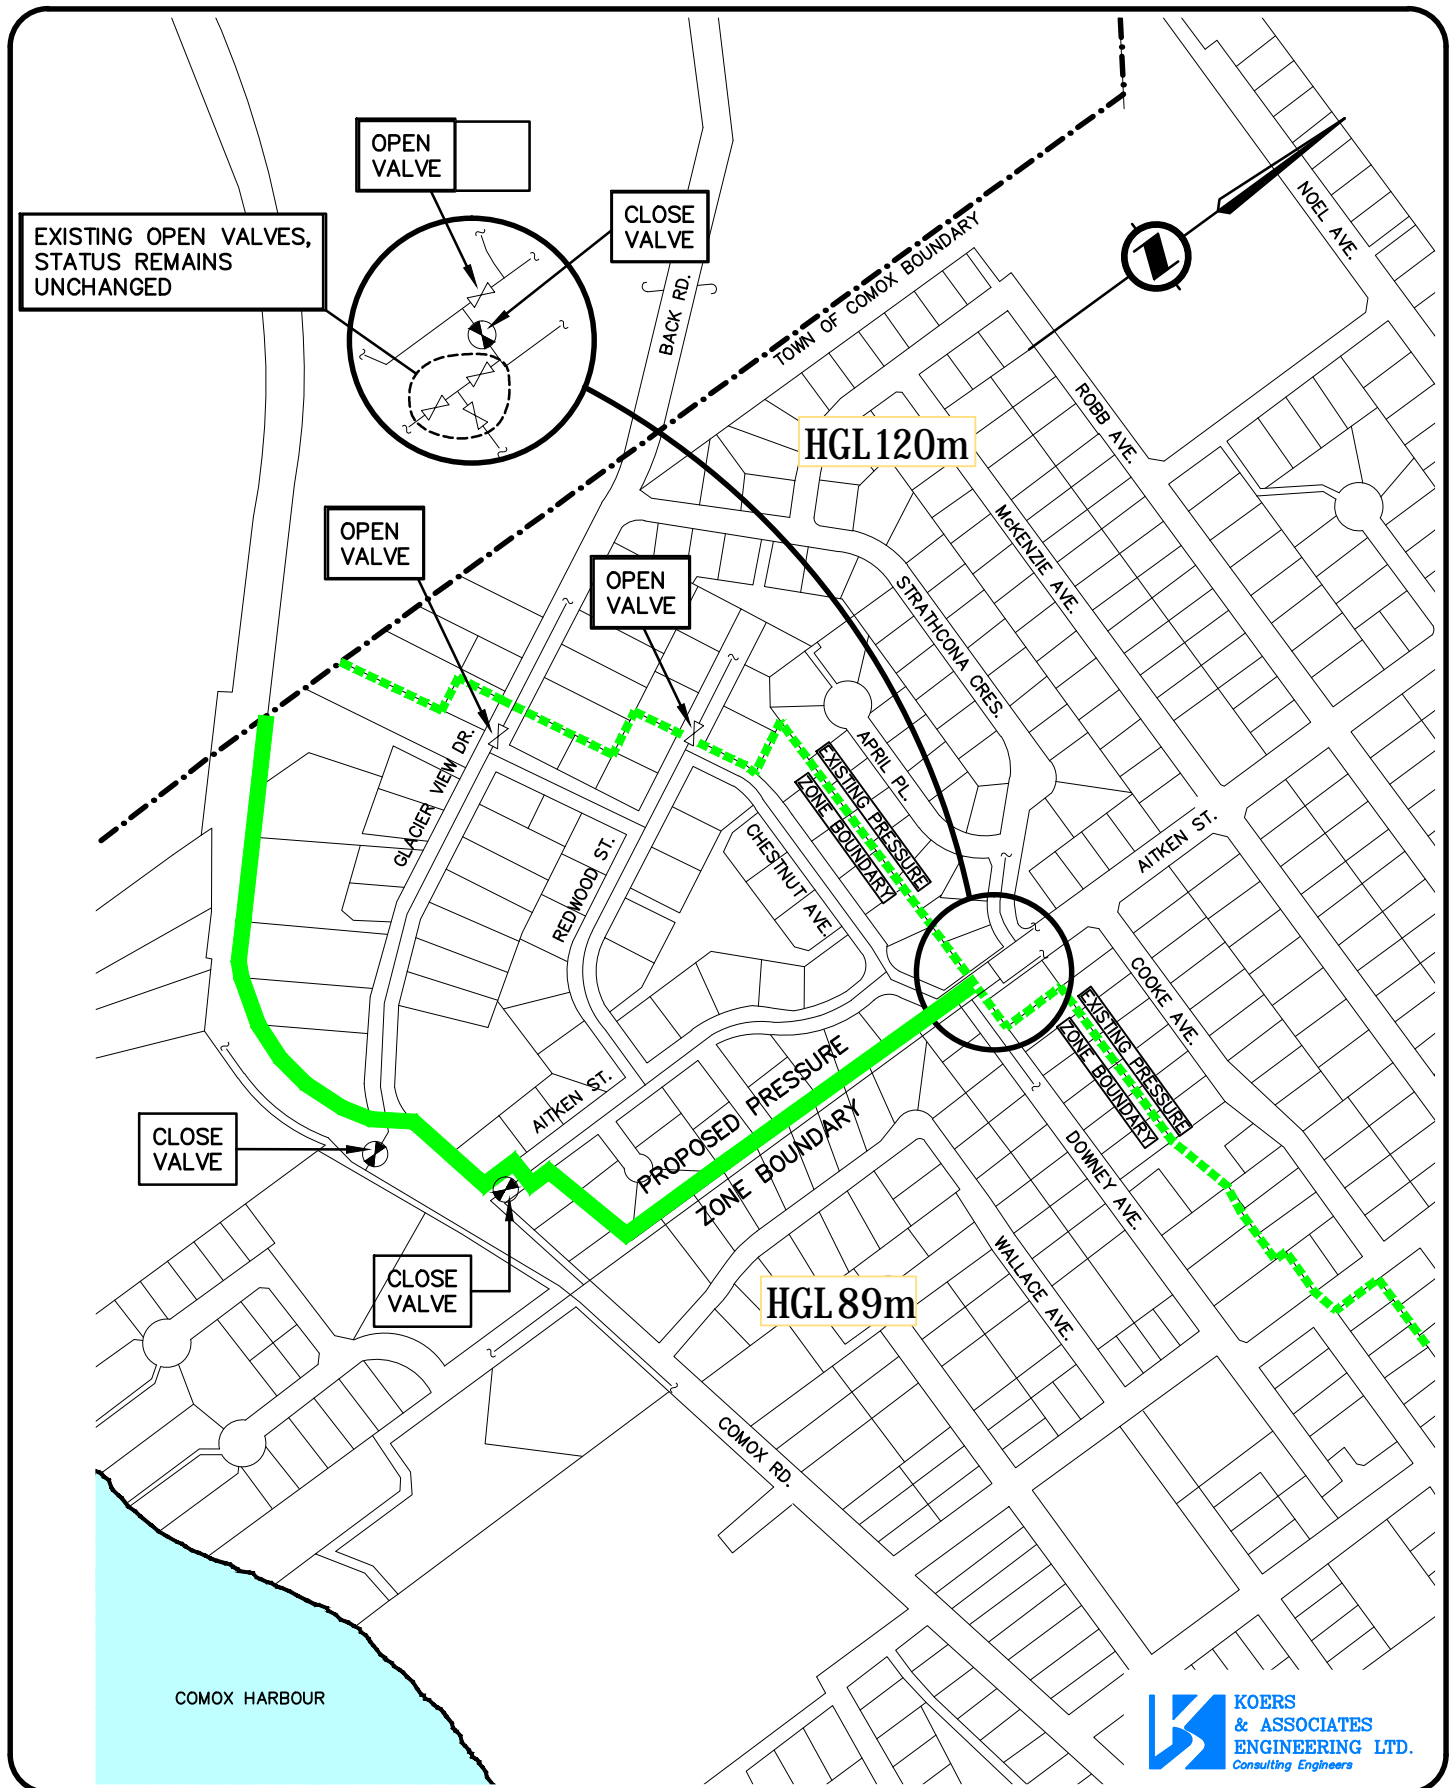 OPEN
VALVE
CLOSE
VALVE
EXISTING OPEN VALVES,
STATUS REMAINS
UNCHANGED
BACK RD.
TOWN OF COMOX BOUNDARY
NOEL AVE.
ROBB AVE.
HGL 120m
McKENZIE AVE.
OPEN
VALVE
OPEN
VALVE
STRATHCONA CRES.
GLACIER VIEW DR.
APRIL PL.
EXISTING PRESSURE
ZONE BOUNDARY
AITKEN ST.
REDWOOD ST.
CHESTNUT AVE.
COOKE AVE.
EXISTING PRESSURE
ZONE BOUNDARY
AITKEN ST.
PROPOSED PRESSURE
ZONE BOUNDARY
DOWNEY AVE.
CLOSE
VALVE
CLOSE
VALVE
WALLACE AVE.
HGL 89m
COMOX RD.
COMOX HARBOUR
KOERS
& ASSOCIATES
ENGINEERING LTD.
Consulting Engineers